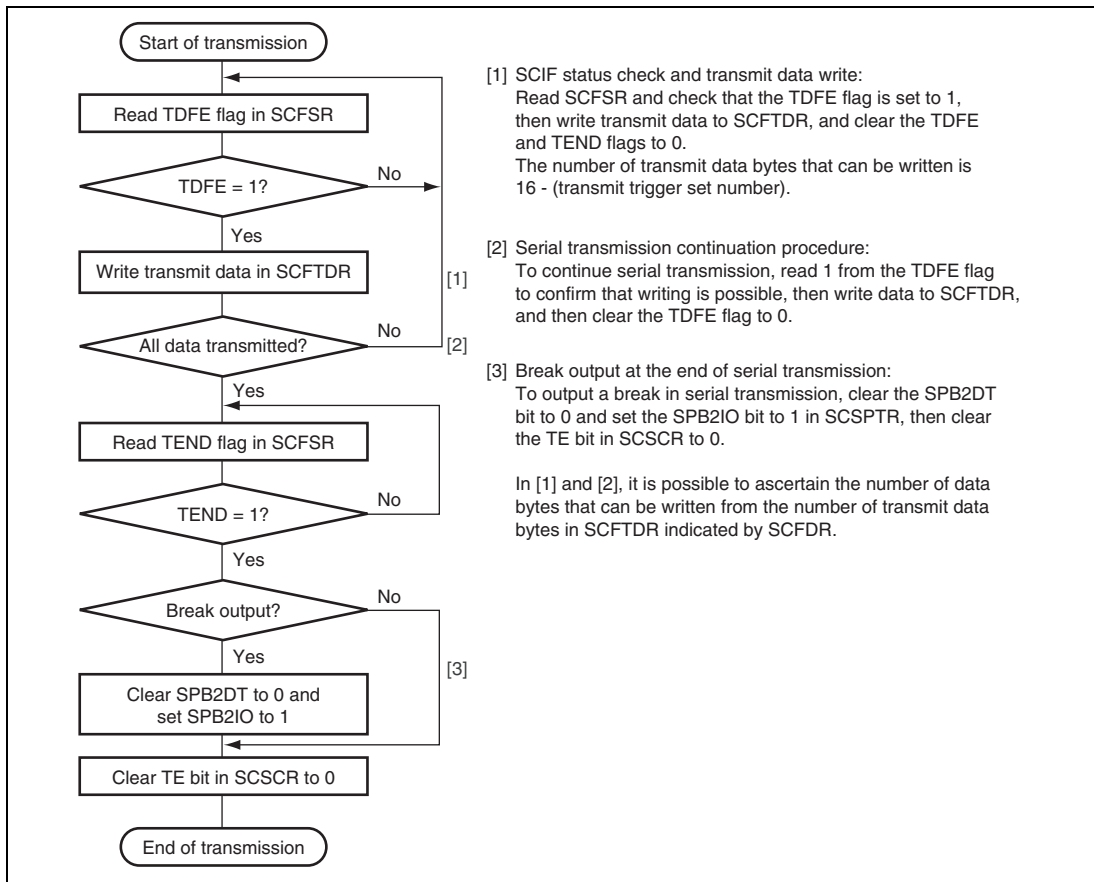 Start of transmission
Read TDFE flag in SCFSR
TDFE = 1?
No
Yes
Write transmit data in SCFTDR
[1]
All data transmitted?
No
[2]
Yes
Read TEND flag in SCFSR
TEND = 1?
No
Yes
Break output?
No
Yes
[3]
Clear SPB2DT to 0 and
set SPB2IO to 1
Clear TE bit in SCSCR to 0
End of transmission
[1] SCIF status check and transmit data write:
Read SCFSR and check that the TDFE flag is set to 1,
then write transmit data to SCFTDR, and clear the TDFE
and TEND flags to 0.
The number of transmit data bytes that can be written is
16 - (transmit trigger set number).
[2] Serial transmission continuation procedure:
To continue serial transmission, read 1 from the TDFE flag
to confirm that writing is possible, then write data to SCFTDR,
and then clear the TDFE flag to 0.
[3] Break output at the end of serial transmission:
To output a break in serial transmission, clear the SPB2DT
bit to 0 and set the SPB2IO bit to 1 in SCSPTR, then clear
the TE bit in SCSCR to 0.
In [1] and [2], it is possible to ascertain the number of data
bytes that can be written from the number of transmit data
bytes in SCFTDR indicated by SCFDR.